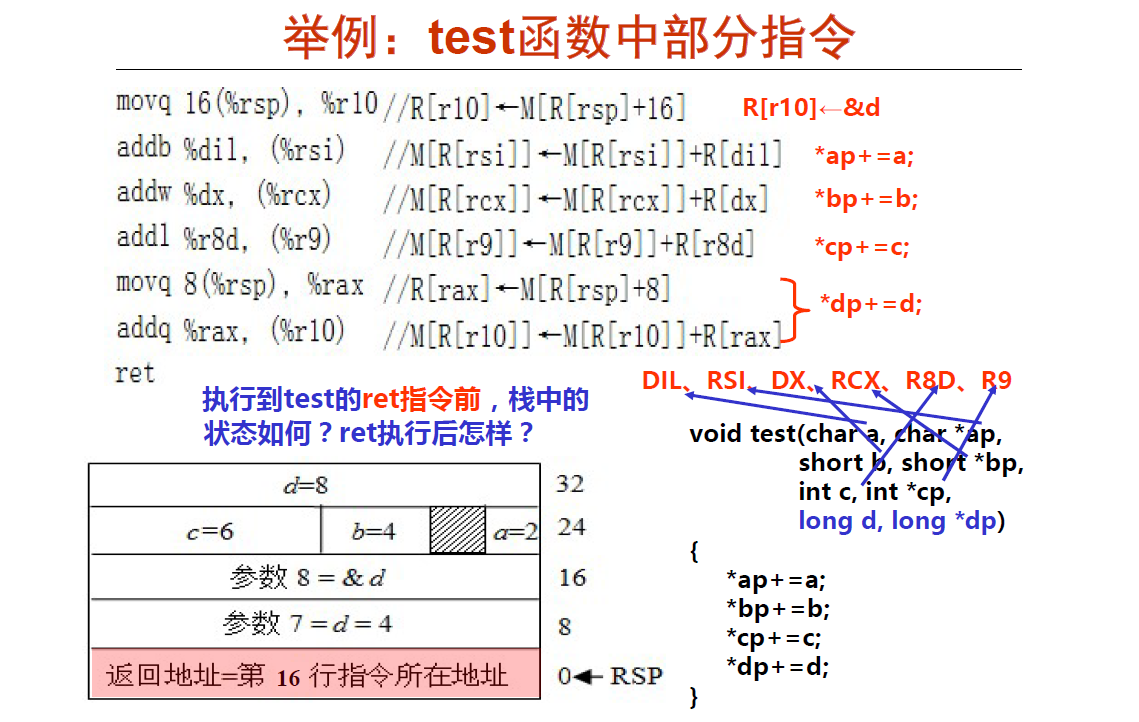 举例：test函数中部分指令
movq 16(%rsp), %r10 //R[r10]←M[R[rsp]+16] R[r10]←&d
addb %dil, (%rsi) //M[R[rsi]]←M[R[rsi]]+R[dil] *ap+=a;
addw %dx, (%rcx) //M[R[rcx]]←M[R[rcx]]+R[dx] *bp+=b;
addl %r8d, (%r9) //M[R[r9]]←M[R[r9]]+R[r8d] *cp+=c;
movq 8(%rsp), %rax //R[rax]←M[R[rsp]+8]
*dp+=d;
addq %rax, (%r10) //M[R[r10]]←M[R[r10]]+R[rax]
ret
执行到test的ret指令前，栈中的
状态如何？ret执行后怎样？
d=8 32
c=6 b=4 a=2 24
参数 8 = &d 16
参数 7 = d = 4 8
返回地址=第 16 行指令所在地址 0←RSP
DIL、RSI、DX、RCX、R8D、R9
void test(char a, char *ap,
short b, short *bp,
int c, int *cp,
long d, long *dp)
{
*ap+=a;
*bp+=b;
*cp+=c;
*dp+=d;
}